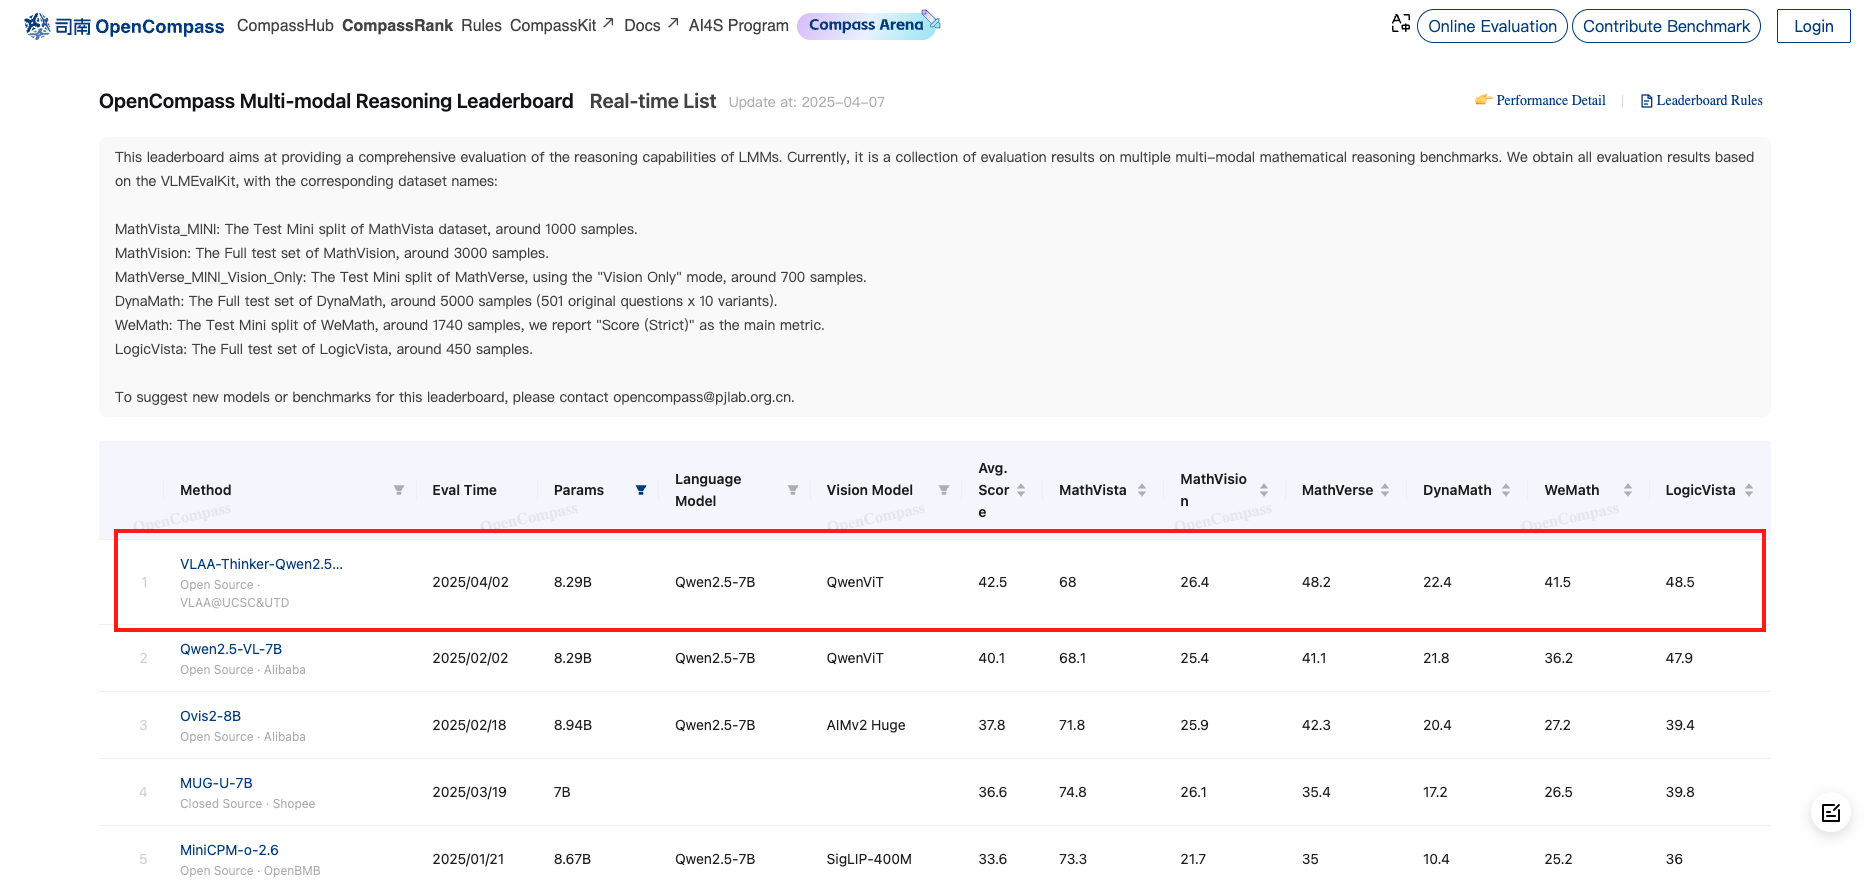 司南 OpenCompass CompassHub CompassRank Rules CompassKit Docs AI4S Program Compass Arena Online Evaluation Contribute Benchmark Login
OpenCompass Multi-modal Reasoning Leaderboard Real-time List Update at: 2025-04-07 Performance Detail Leaderboard Rules
This leaderboard aims at providing a comprehensive evaluation of the reasoning capabilities of LMMs. Currently, it is a collection of evaluation results on multiple multi-modal mathematical reasoning benchmarks. We obtain all evaluation results based
on the VLMEvalKit, with the corresponding dataset names:
MathVista_MINI: The Test Mini split of MathVista dataset, around 1000 samples.
MathVision: The Full test set of MathVision, around 3000 samples.
MathVerse_MINI_Vision_Only: The Test Mini split of MathVerse, using the "Vision Only" mode, around 700 samples.
DynaMath: The Full test set of DynaMath, around 5000 samples (501 original questions x 10 variants).
WeMath: The Test Mini split of WeMath, around 1740 samples, we report "Score (Strict)" as the main metric.
LogicVista: The Full test set of LogicVista, around 450 samples.
To suggest new models or benchmarks for this leaderboard, please contact opencompass@pjlab.org.cn.
Method Eval Time Params Language Model Vision Model Avg. Score MathVista MathVision MathVerse DynaMath WeMath LogicVista
OpenCompass OpenCompass OpenCompass OpenCompass OpenCompass
1 VLAA-Thinker-Qwen2.5... 2025/04/02 8.29B Qwen2.5-7B QwenViT 42.5 68 26.4 48.2 22.4 41.5 48.5
Open Source ·
VLAA@UCSC&UTD
2 Qwen2.5-VL-7B 2025/02/02 8.29B Qwen2.5-7B QwenViT 40.1 68.1 25.4 41.1 21.8 36.2 47.9
Open Source · Alibaba
3 Ovis2-8B 2025/02/18 8.94B Qwen2.5-7B AIMv2 Huge 37.8 71.8 25.9 42.3 20.4 27.2 39.4
Open Source · Alibaba
4 MUG-U-7B 2025/03/19 7B 36.6 74.8 26.1 35.4 17.2 26.5 39.8
Closed Source · Shopee
5 MiniCPM-o-2.6 2025/01/21 8.67B Qwen2.5-7B SigLIP-400M 33.6 73.3 21.7 35 10.4 25.2 36
Open Source · OpenBMB